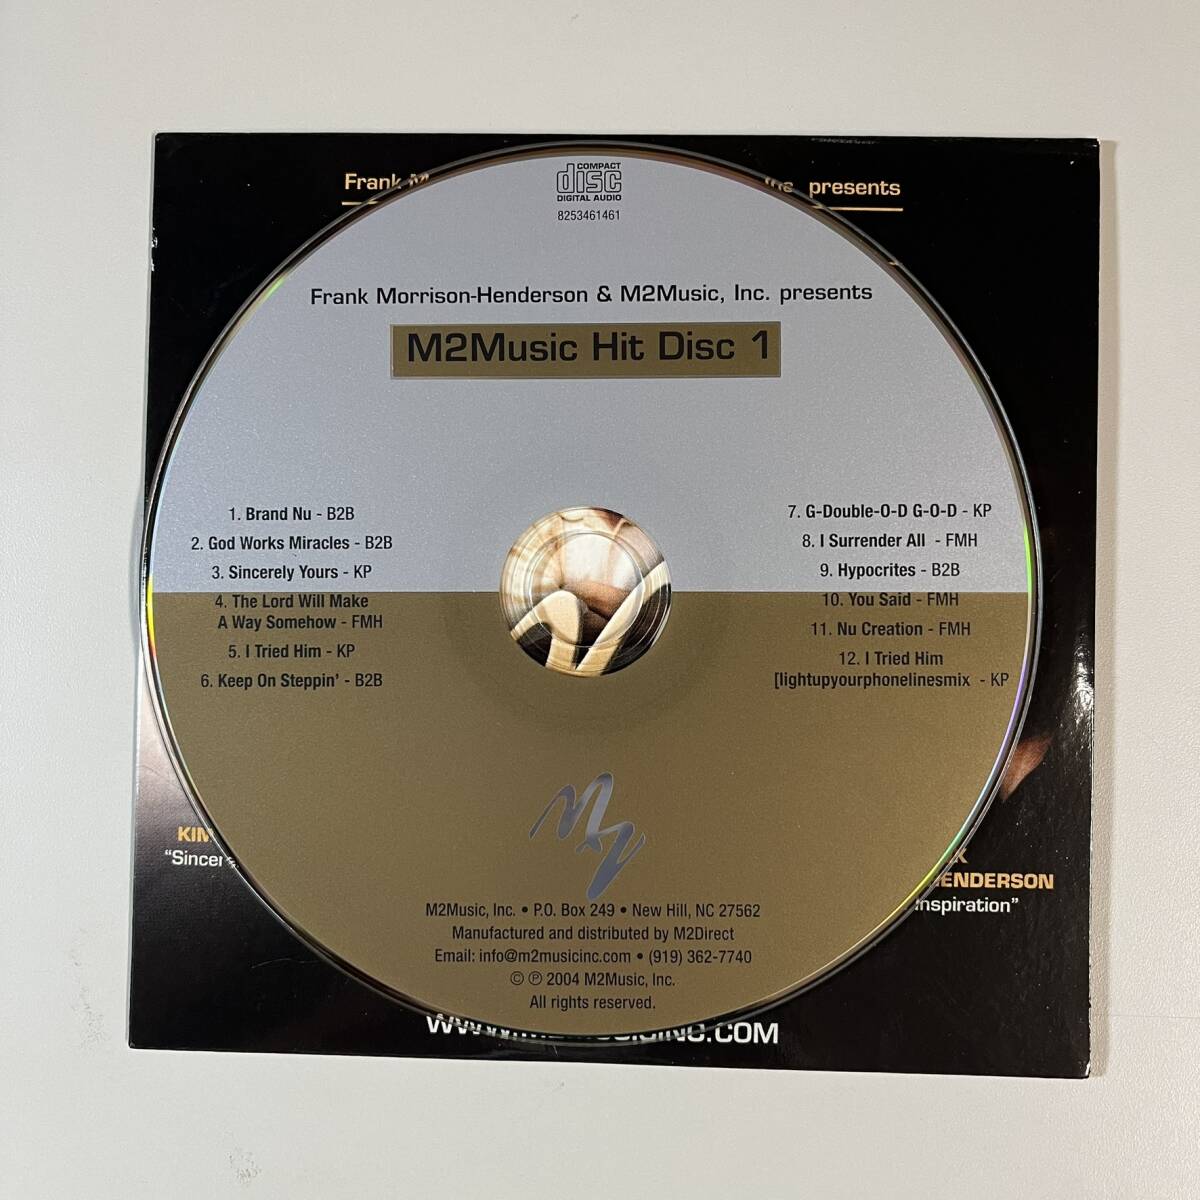 Frank presents
COMPACT
disc
DIGITAL AUDIO
8253461461
Frank Morrison-Henderson & M2Music, Inc. presents
M2Music Hit Disc 1
1. Brand Nu - B2B
2. God Works Miracles - B2B
3. Sincerely Yours - KP
4. The Lord Will Make
A Way Somehow - FMH
5. I Tried Him - KP
6. Keep On Steppin' - B2B
7. G-Double-O-D G-O-D - KP
8. I Surrender All - FMH
9. Hypocrites - B2B
10. You Said - FMH
11. Nu Creation - FMH
12. I Tried Him
[lightupyourphonelinesmix - KP
M2Music, Inc. • P.O. Box 249 • New Hill, NC 27562
Manufactured and distributed by M2Direct
Email: info@m2musicinc.com • (919) 362-7740
© ℗ 2004 M2Music, Inc.
All rights reserved.
KIM
"Sincer
HENDERSON
nspiration"
WWW.M2MUSICINC.COM